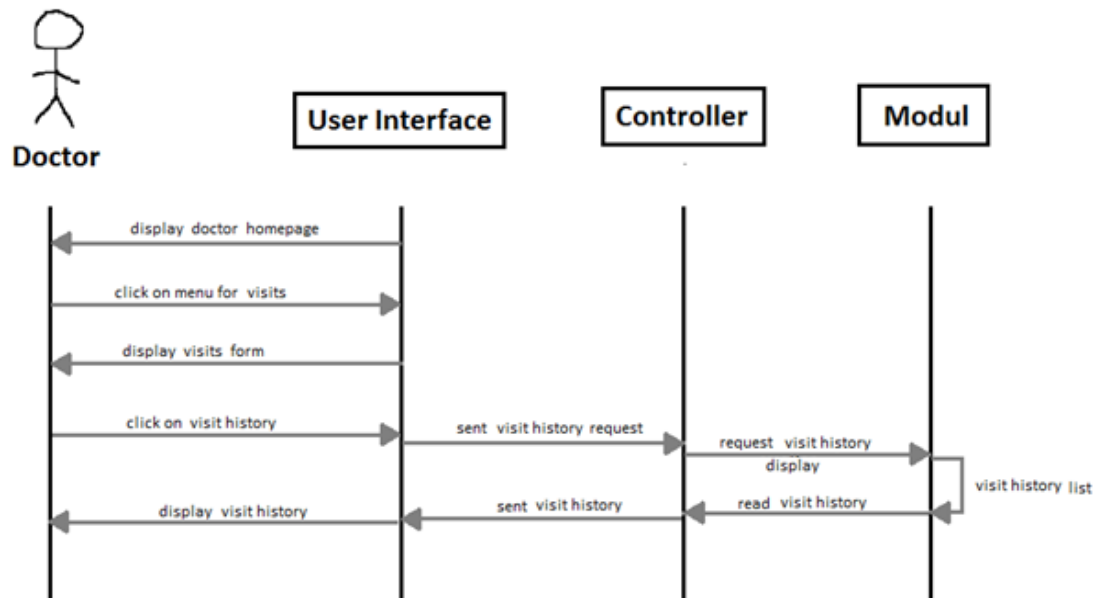 Doctor
User Interface
Controller
Modul
display doctor homepage
click on menu for visits
display visits form
click on visit history
sent visit history request
request visit history
display
visit history list
read visit history
sent visit history
display visit history